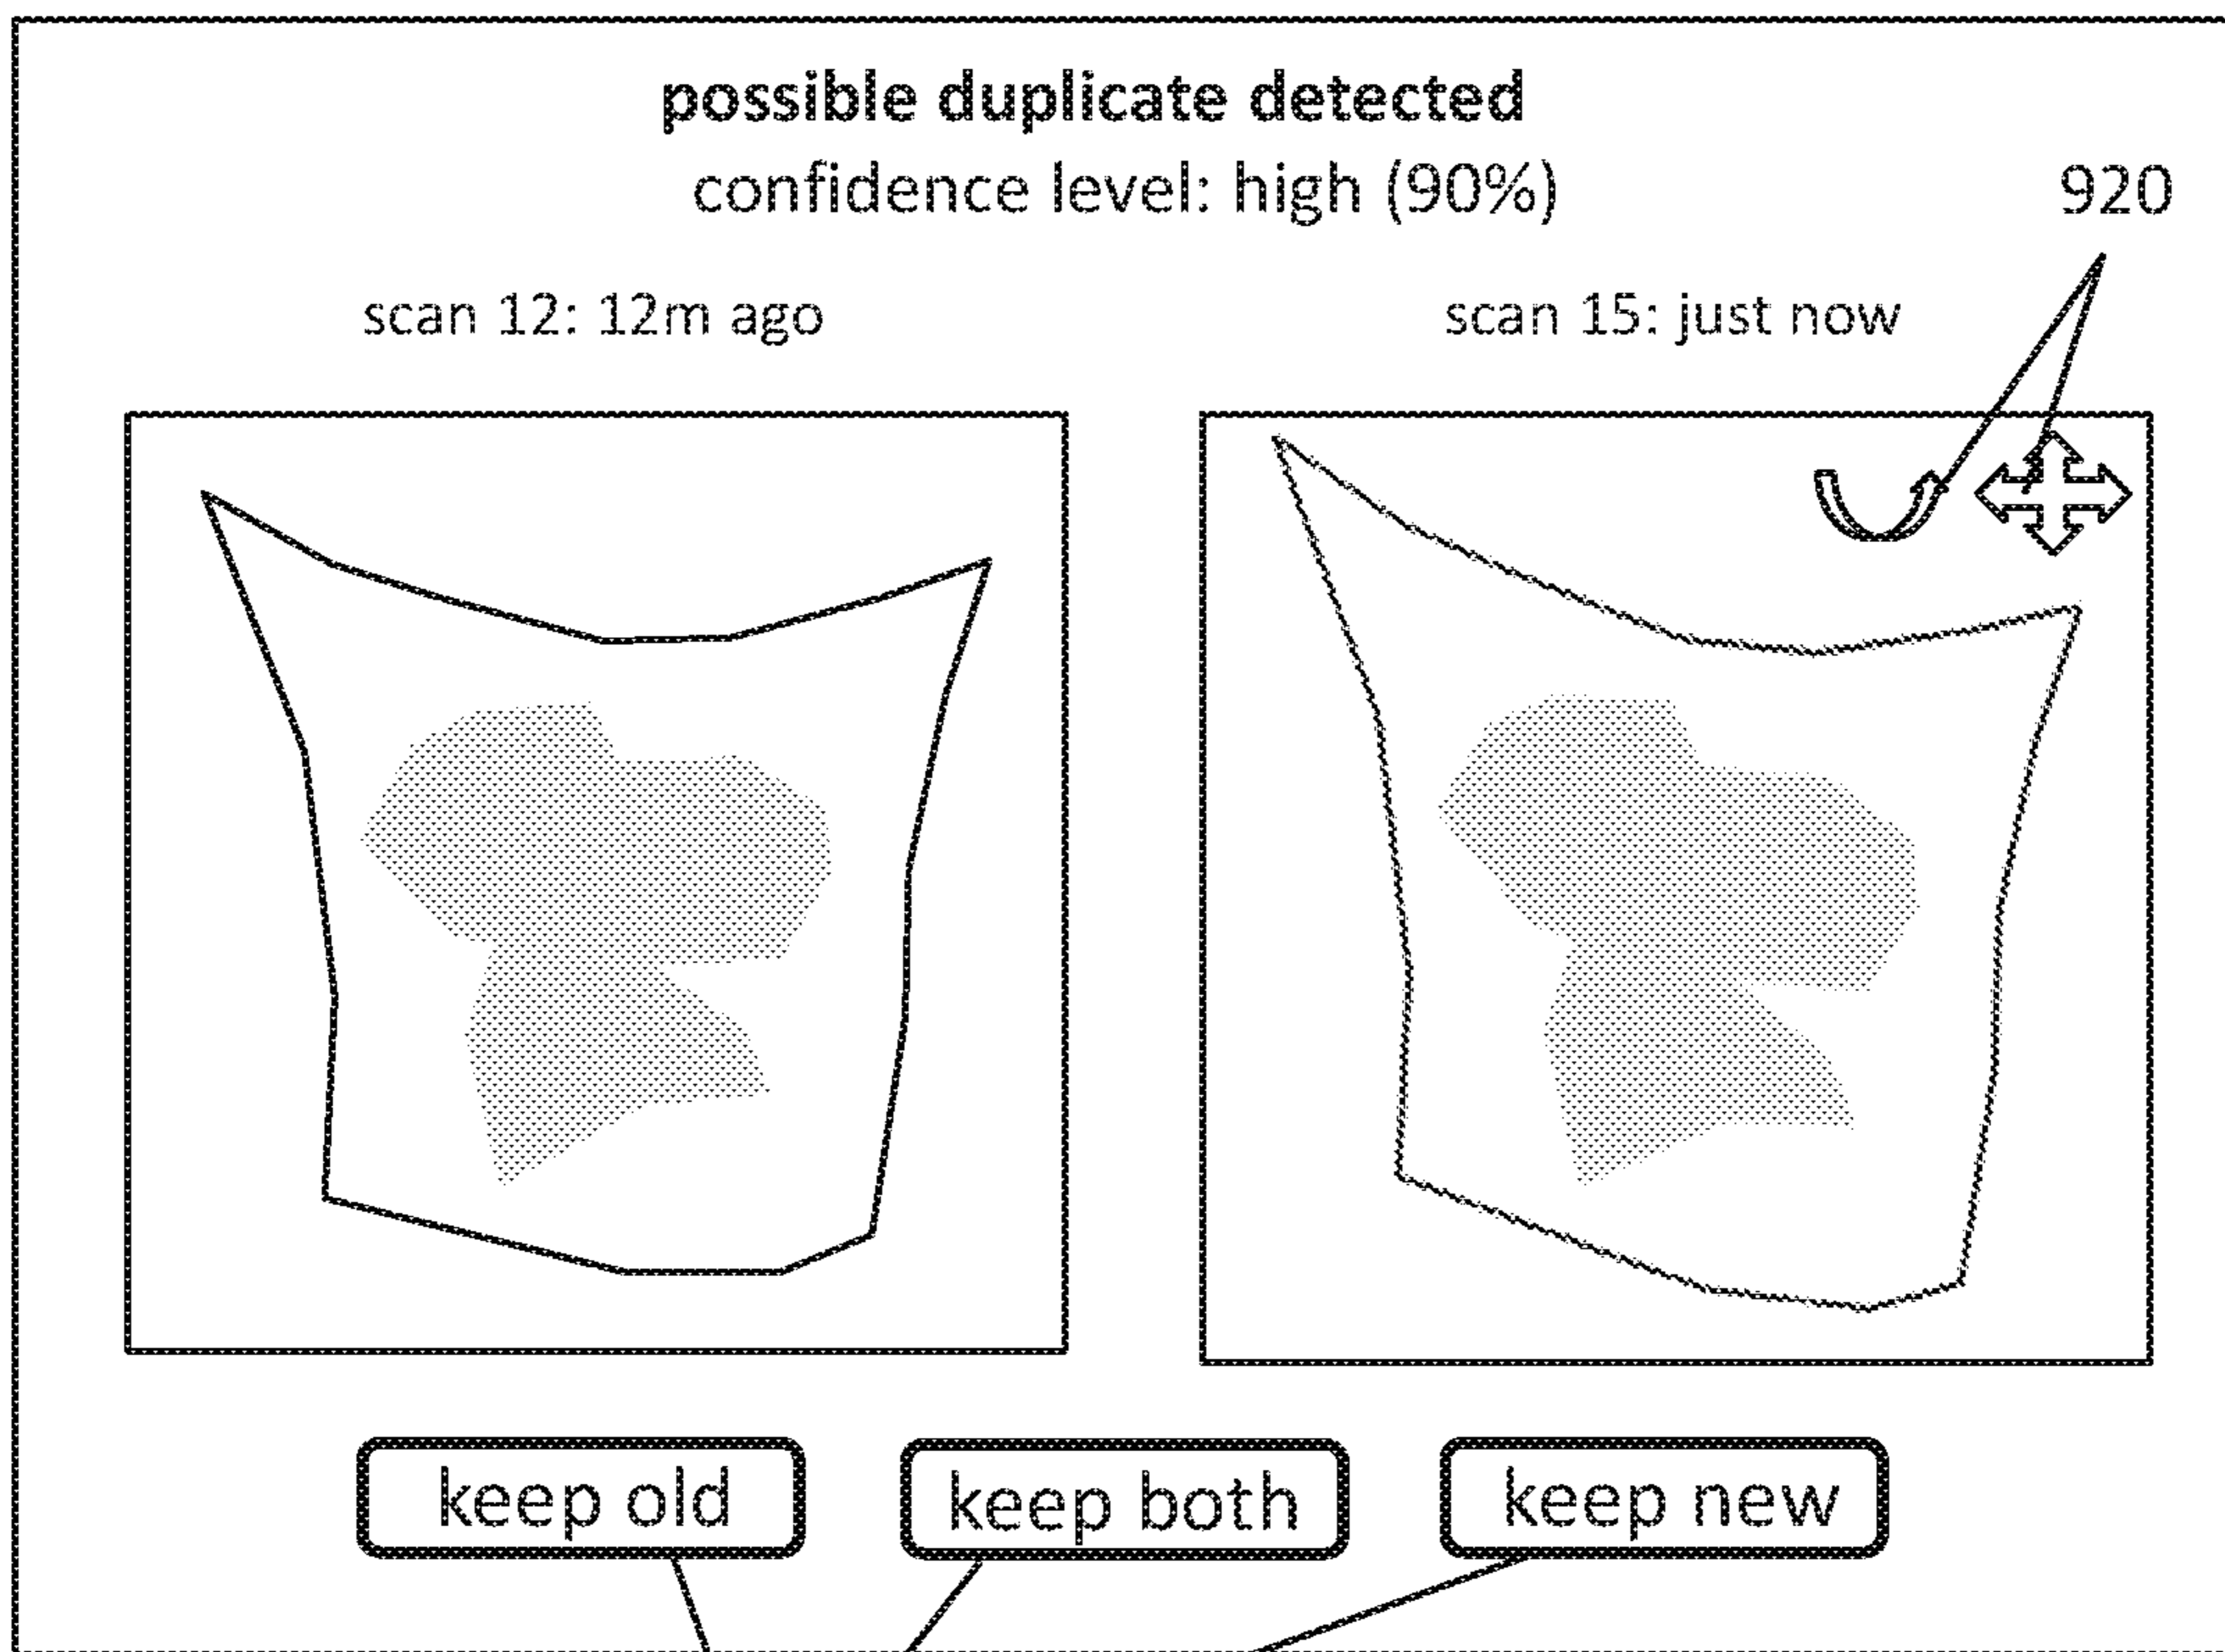 possible duplicate detected
confidence level: high (90%)
920
scan 12: 12m ago
scan 15: just now
keep old
keep both
keep new